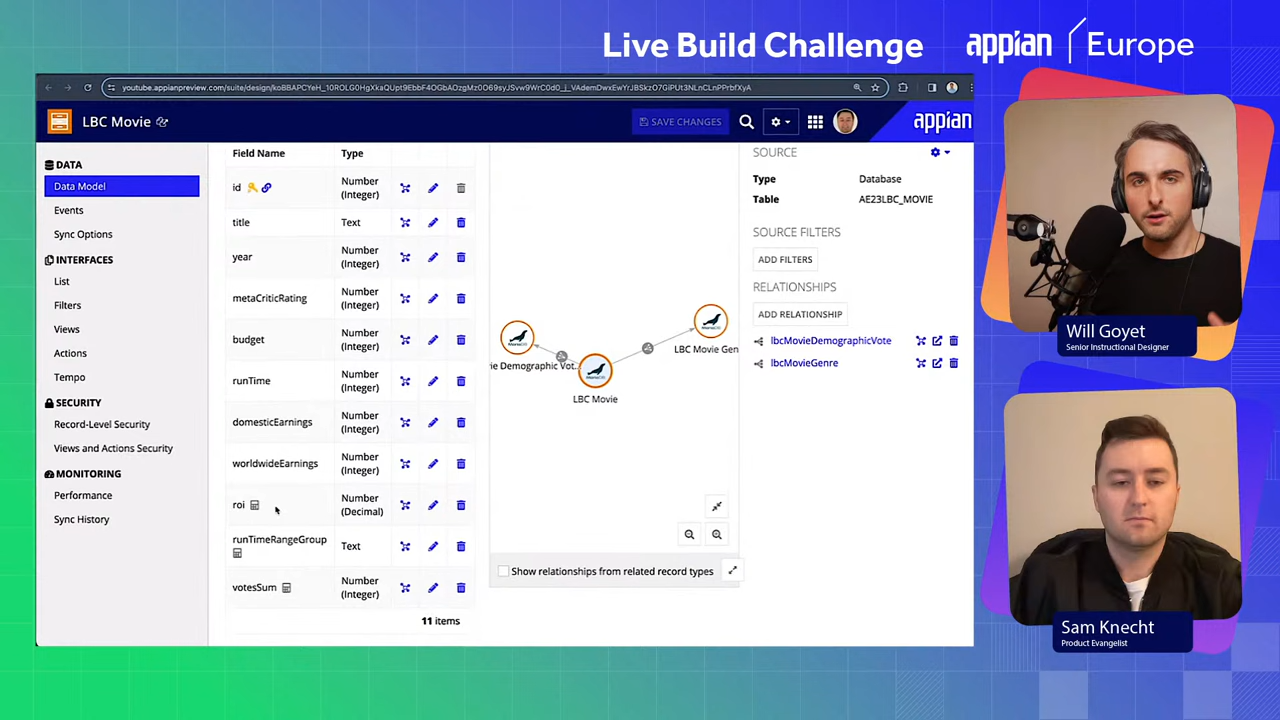 Live Build Challenge
appian / Europe
LBC Movie
SAVE CHANGES
appian
DATA
Data Model
Events
Sync Options
INTERFACES
List
Filters
Views
Actions
Tempo
SECURITY
Record-Level Security
Views and Actions Security
MONITORING
Performance
Sync History
Field Name Type
id Number (Integer)
title Text
year Number (Integer)
metaCriticRating Number (Integer)
budget Number (Integer)
runTime Number (Integer)
domesticEarnings Number (Integer)
worldwideEarnings Number (Integer)
roi Number (Decimal)
runTimeRangeGroup Text
votesSum Number (Integer)
11 items
ie Demographic Vot...
LBC Movie
LBC Movie Gen
Show relationships from related record types
SOURCE
Type Database
Table AE23LBC_MOVIE
SOURCE FILTERS
ADD FILTERS
RELATIONSHIPS
ADD RELATIONSHIP
lbcMovieDemographicVote
lbcMovieGenre
Will Goyet
Senior Instructional Designer
Sam Knecht
Product Evangelist